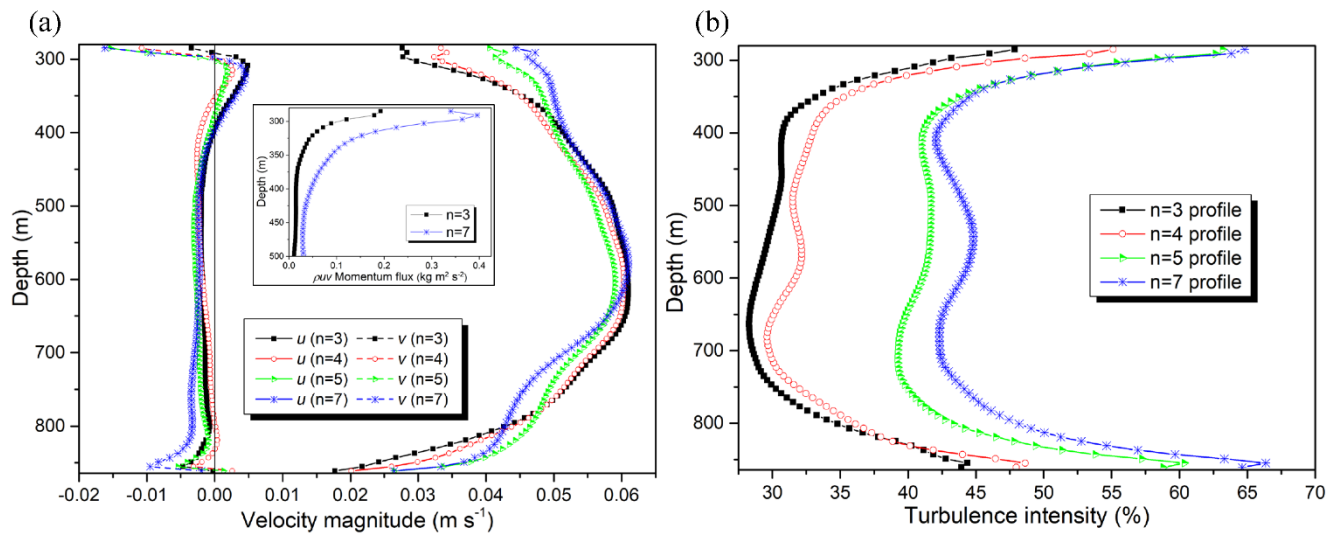 (a)
300
400
500
600
700
800
Depth (m)
-0.02 -0.01 0.00 0.01 0.02 0.03 0.04 0.05 0.06
Velocity magnitude (m s⁻¹)
300
350
400
450
500
Depth (m)
0.0 0.1 0.2 0.3 0.4
ρuv Momentum flux (kg m² s⁻²)
n=3
n=7
u (n=3) v (n=3)
u (n=4) v (n=4)
u (n=5) v (n=5)
u (n=7) v (n=7)
(b)
300
400
500
600
700
800
Depth (m)
30 35 40 45 50 55 60 65 70
Turbulence intensity (%)
n=3 profile
n=4 profile
n=5 profile
n=7 profile